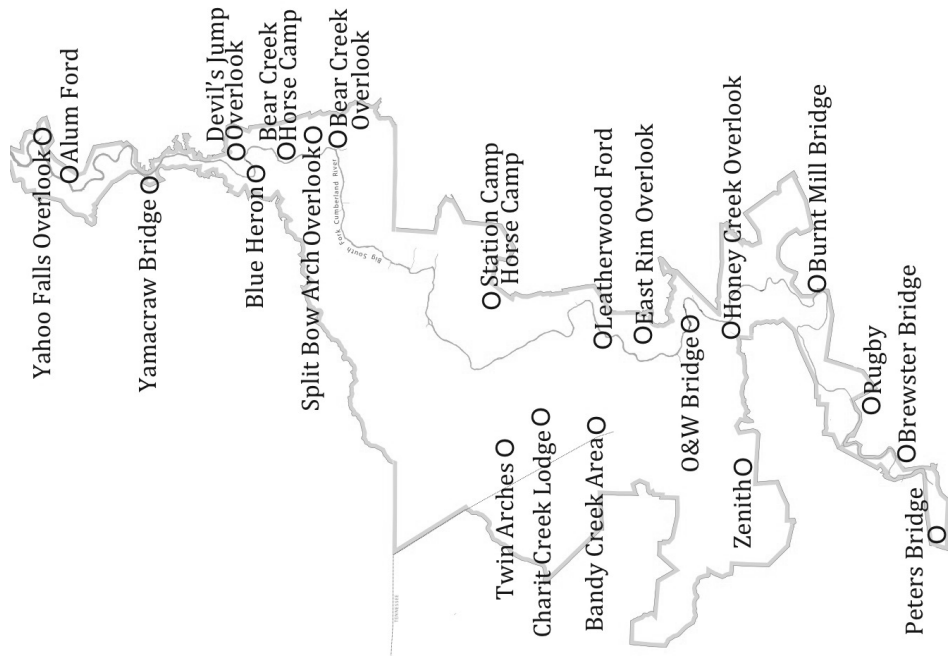 Yahoo Falls Overlook
Alum Ford
Yamacraw Bridge
Devil's Jump
Overlook
Blue Heron
Bear Creek
Horse Camp
Split Bow Arch Overlook
Bear Creek
Overlook
Big South Fork Cumberland River
Station Camp
Horse Camp
Twin Arches
Charit Creek Lodge
Bandy Creek Area
Leatherwood Ford
East Rim Overlook
O&W Bridge
Honey Creek Overlook
Zenith
Burnt Mill Bridge
Rugby
Brewster Bridge
Peters Bridge